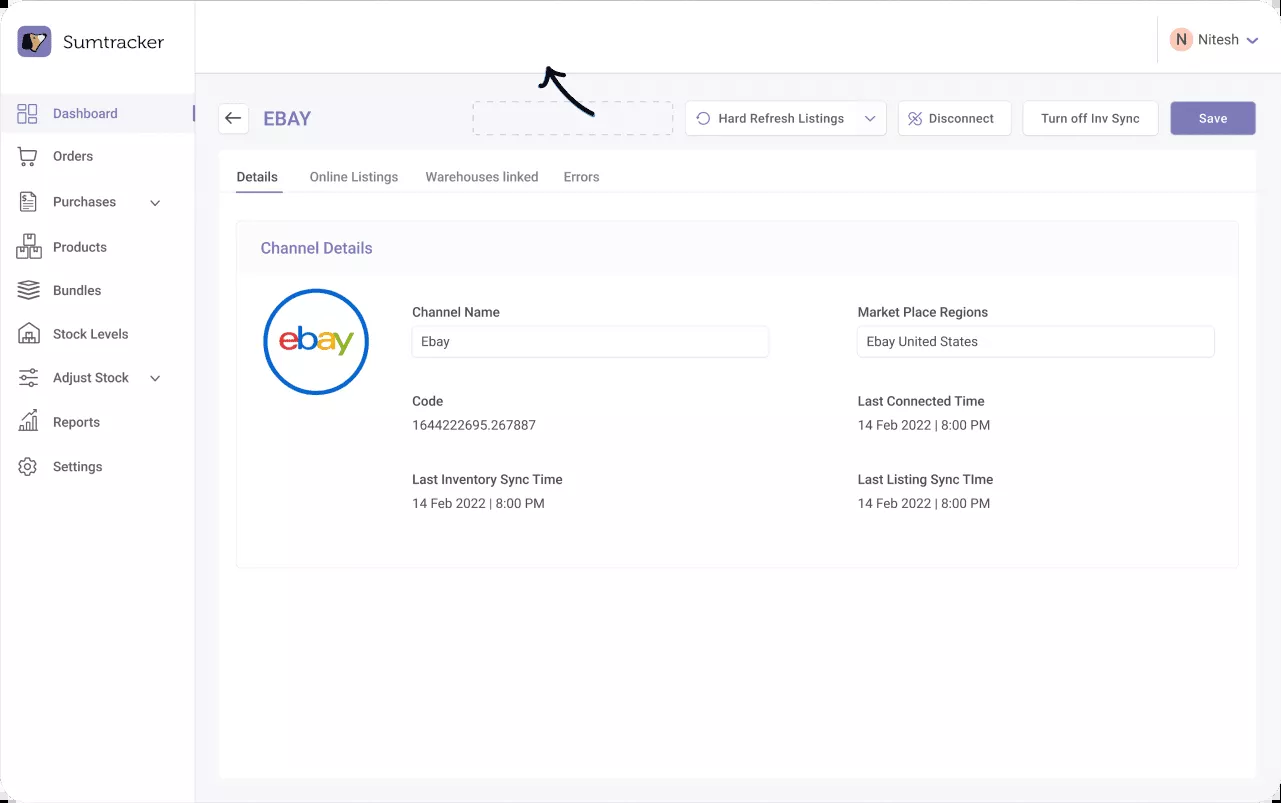 Sumtracker
N Nitesh
Dashboard
Orders
Purchases
Products
Bundles
Stock Levels
Adjust Stock
Reports
Settings
EBAY
Hard Refresh Listings
Disconnect
Turn off Inv Sync
Save
Details
Online Listings
Warehouses linked
Errors
Channel Details
ebay
Channel Name
Ebay
Market Place Regions
Ebay United States
Code
1644222695.267887
Last Connected Time
14 Feb 2022 | 8:00 PM
Last Inventory Sync Time
14 Feb 2022 | 8:00 PM
Last Listing Sync TIme
14 Feb 2022 | 8:00 PM